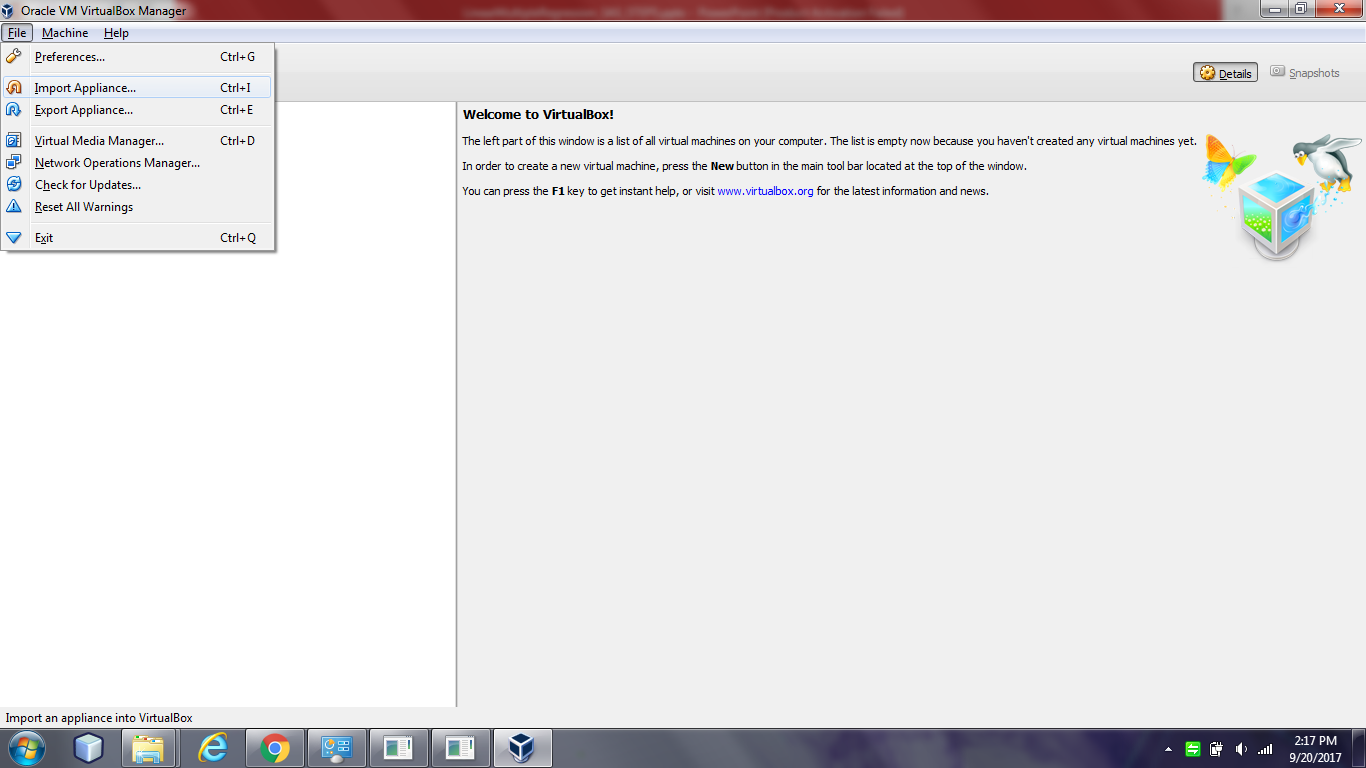 Oracle VM VirtualBox Manager
File Machine Help
Preferences... Ctrl+G
Import Appliance... Ctrl+I
Export Appliance... Ctrl+E
Virtual Media Manager... Ctrl+D
Network Operations Manager...
Check for Updates...
Reset All Warnings
Exit Ctrl+Q
Details Snapshots
Welcome to VirtualBox!
The left part of this window is a list of all virtual machines on your computer. The list is empty now because you haven't created any virtual machines yet.
In order to create a new virtual machine, press the New button in the main tool bar located at the top of the window.
You can press the F1 key to get instant help, or visit www.virtualbox.org for the latest information and news.
Import an appliance into VirtualBox
2:17 PM
9/20/2017